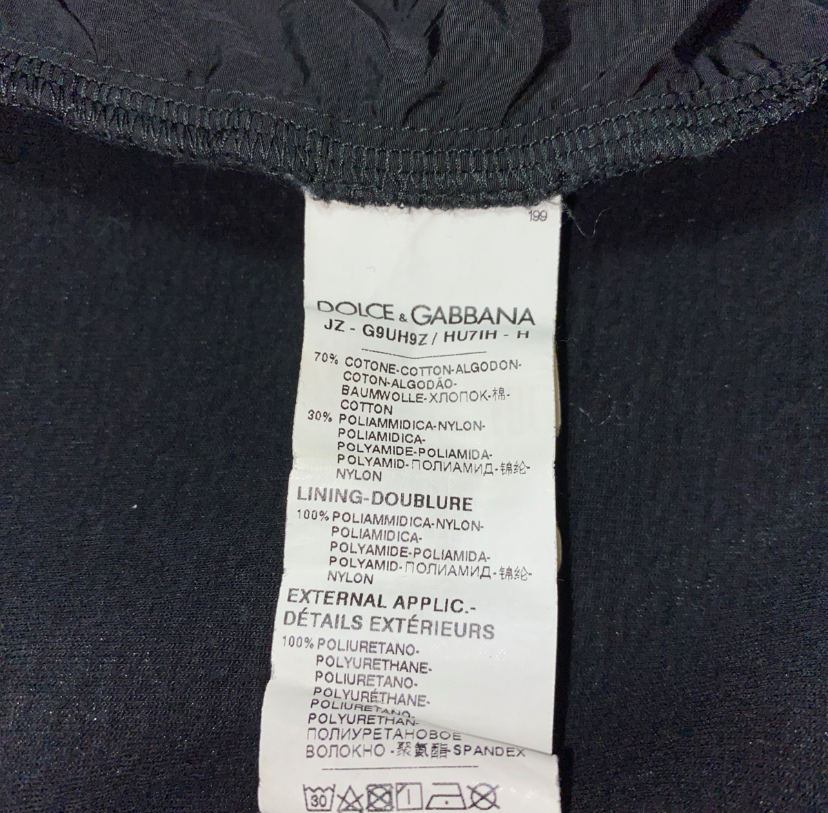 199
DOLCE & GABBANA
JZ - G9UH9Z / HU7IH - H
70% COTONE-COTTON-ALGODON-
COTON-ALGODÃO-
BAUMWOLLE-ХЛОПОК-棉-
COTTON
30% POLIAMMIDICA-NYLON-
POLIAMIDICA-
POLYAMIDE-POLIAMIDA-
POLYAMID-ПОЛИАМИД-锦纶-
NYLON
LINING-DOUBLURE
100% POLIAMMIDICA-NYLON-
POLIAMIDICA-
POLYAMIDE-POLIAMIDA-
POLYAMID-ПОЛИАМИД-锦纶-
NYLON
EXTERNAL APPLIC.-
DÉTAILS EXTÉRIEURS
100% POLIURETANO-
POLYURETHANE-
POLIURETANO-
POLYURÉTHANE-
POLIURETANO-
POLYURETHAN-
ПОЛИУРЕТАНОВОЕ
ВОЛОКНО -聚氨酯-SPANDEX
30